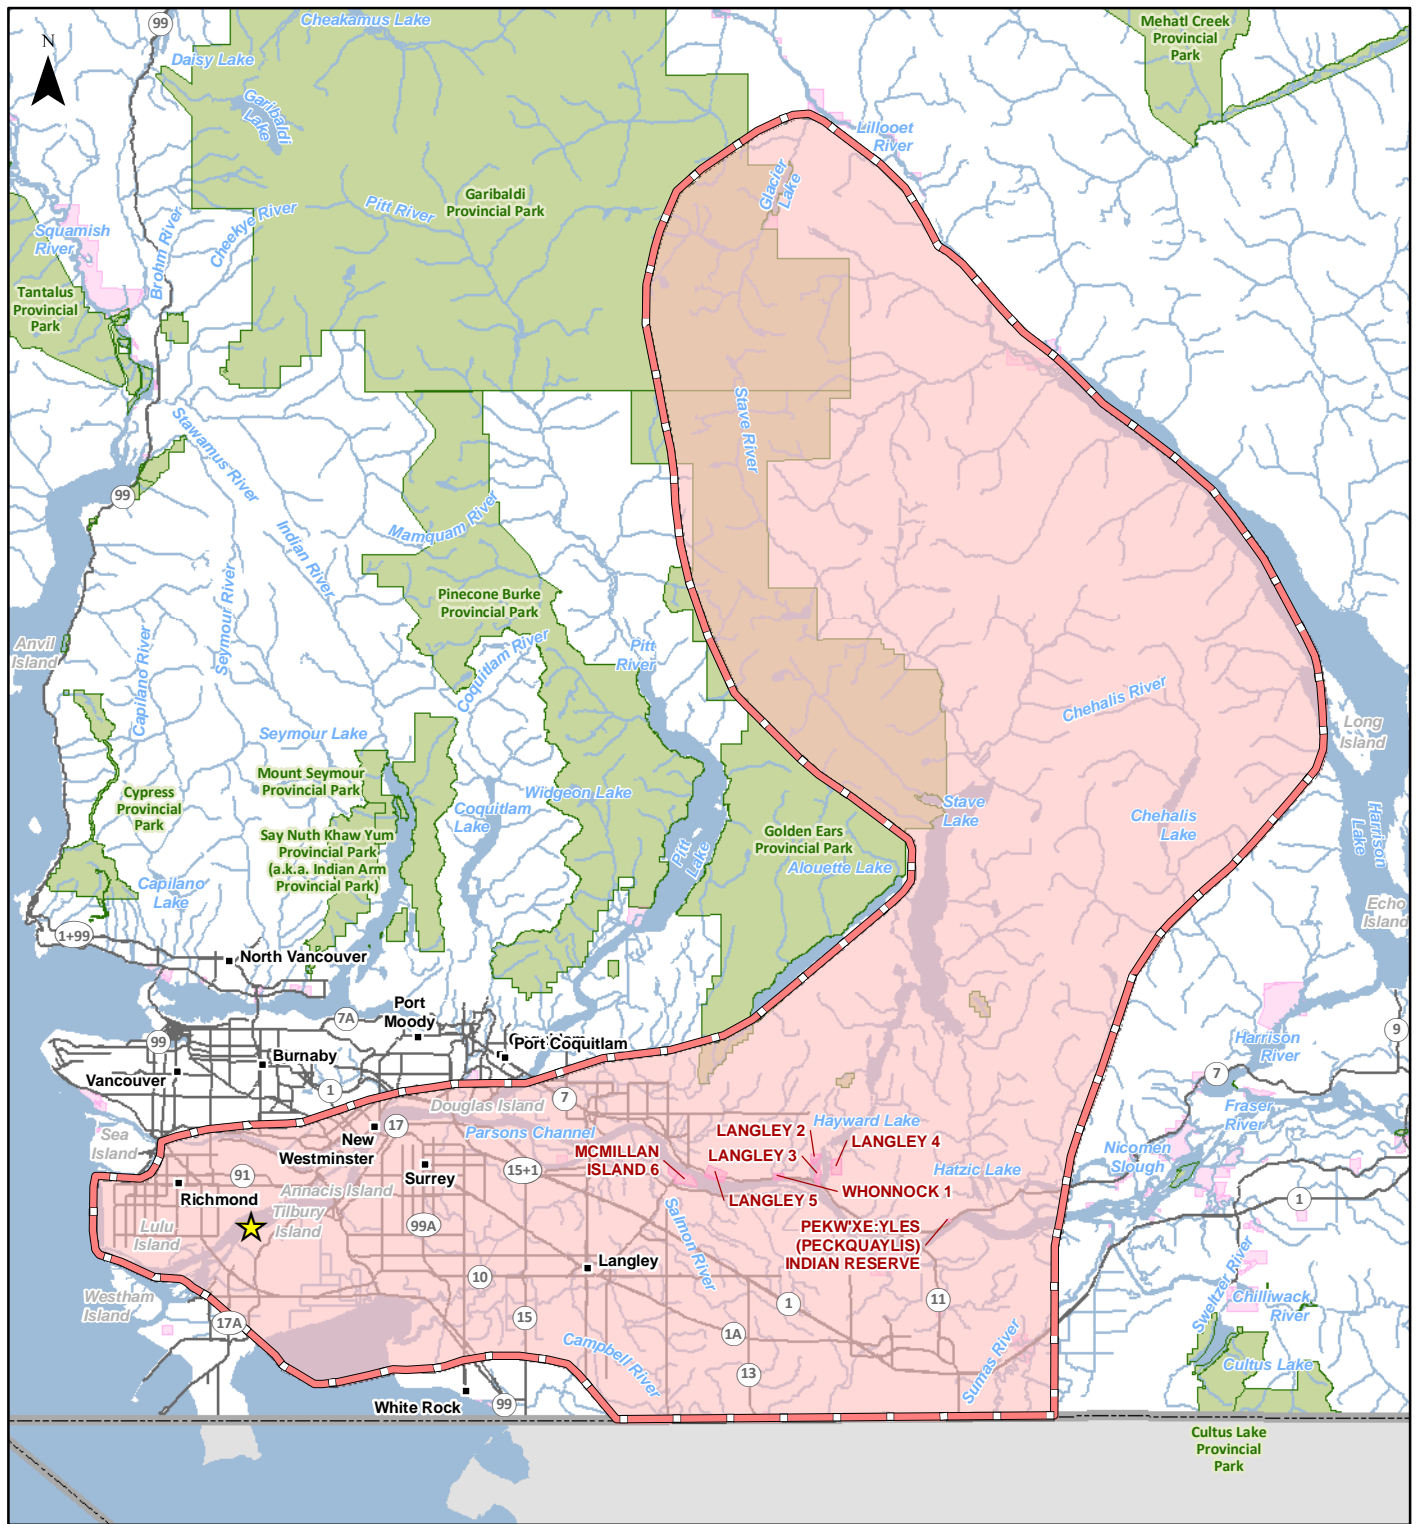 Cheakamus Lake
99
Daisy Lake
N
Garibaldi
Lake
Mehatl Creek
Provincial
Park
Lillooet
River
Glacier
Lake
Garibaldi
Provincial Park
Pitt River
Cheekye River
Brohm River
Squamish
River
Tantalus
Provincial
Park
Stave River
Stawamus River
99
Mamquam River
Indian River
Pinecone Burke
Provincial Park
Seymour River
Capilano River
Anvil
Island
Coquitlam River
Pitt
River
Chehalis River
Long
Island
Seymour Lake
Mount Seymour
Provincial Park
Cypress
Provincial
Park
Coquitlam
Lake
Widgeon Lake
Stave
Lake
Chehalis
Lake
Harrison
Lake
Say Nuth Khaw Yum
Provincial Park
(a.k.a. Indian Arm
Provincial Park)
Golden Ears
Provincial Park
Alouette Lake
Pitt
Lake
Capilano
Lake
Echo
Island
1+99
North Vancouver
Port
Moody
7A
99
Port Coquitlam
Burnaby
Vancouver
1
9
Harrison
River
7
Fraser
River
Douglas Island
7
17
Parsons Channel
Hayward Lake
Sea
Island
New
Westminster
LANGLEY 2
LANGLEY 4
MCMILLAN
ISLAND 6
LANGLEY 3
Hatzic Lake
Nicomen
Slough
91
Surrey
15+1
Richmond
Annacis Island
LANGLEY 5
WHONNOCK 1
1
Lulu
Island
Tilbury
Island
99A
Salmon River
PEKW'XE:YLES
(PECKQUAYLIS)
INDIAN RESERVE
Langley
10
Westham
Island
17A
15
1
11
1A
Sweltzer River
Chilliwack
River
Campbell River
13
Sumas River
Cultus Lake
White Rock
99
Cultus Lake
Provincial
Park